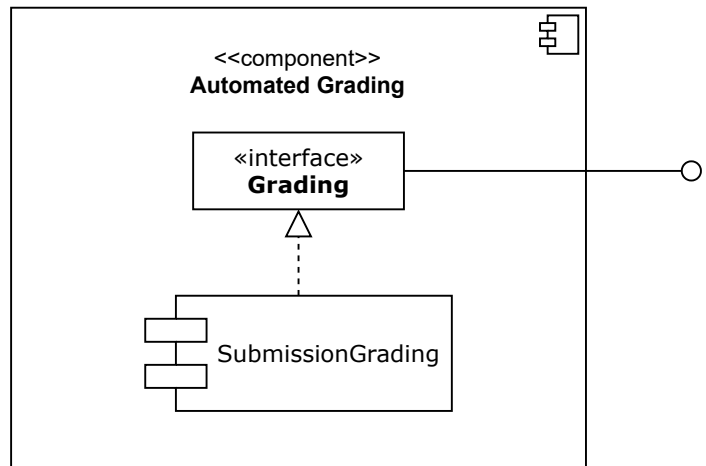 <<component>>
Automated Grading
«interface»
Grading
SubmissionGrading